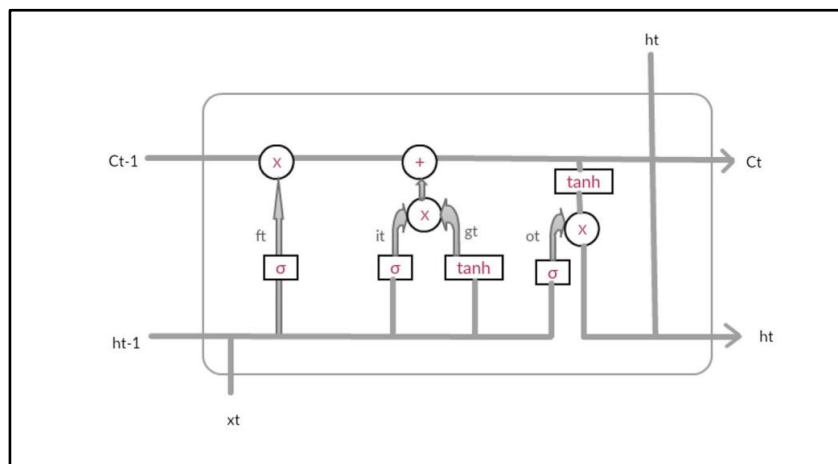 ht
Ct-1
x
+
Ct
tanh
x
x
ft
it
gt
ot
σ
σ
tanh
σ
ht-1
ht
xt